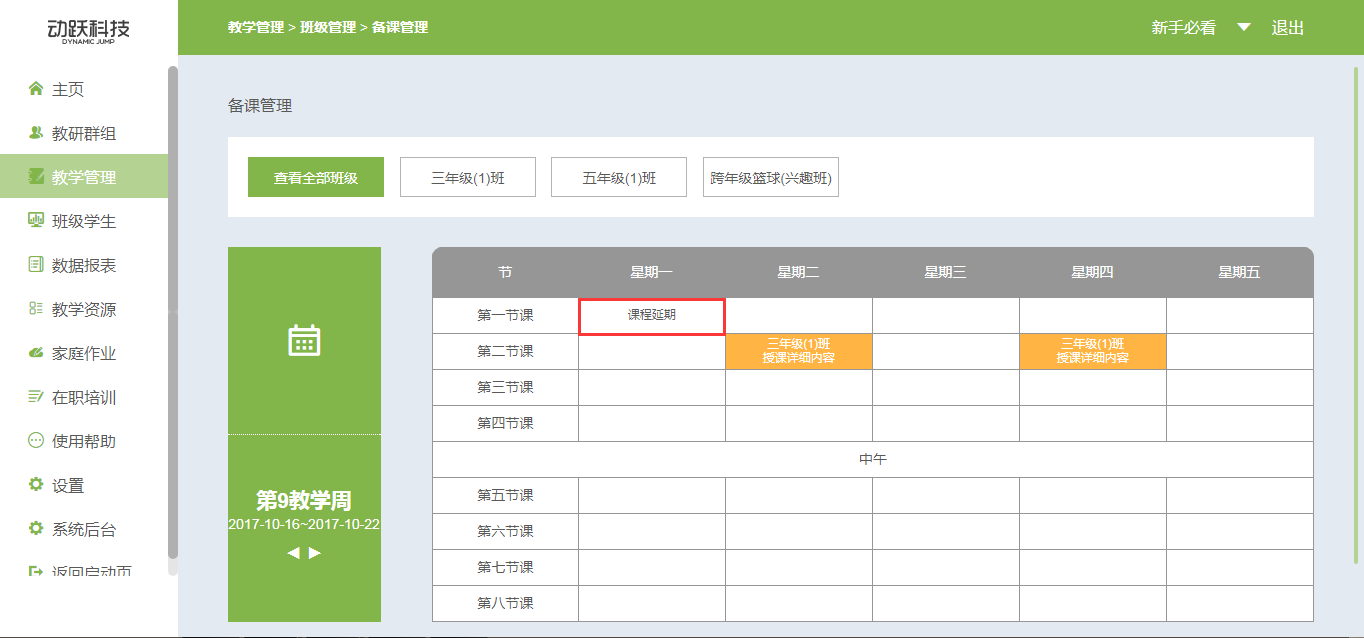 动跃科技
DYNAMIC JUMP
教学管理 > 班级管理 > 备课管理
新手必看
退出
主页
教研群组
教学管理
班级学生
数据报表
教学资源
家庭作业
在职培训
使用帮助
设置
系统后台
返回启动页
备课管理
查看全部班级
三年级(1)班
五年级(1)班
跨年级篮球(兴趣班)
第9教学周
2017-10-16~2017-10-22
节 星期一 星期二 星期三 星期四 星期五
第一节课 课程延期
第二节课 三年级(1)班 三年级(1)班
授课详细内容 授课详细内容
第三节课
第四节课
中午
第五节课
第六节课
第七节课
第八节课